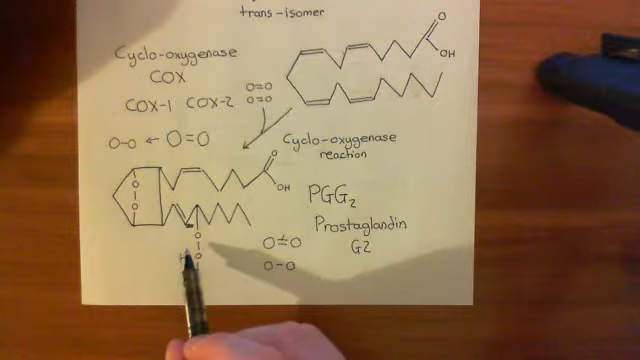 trans-isomer
Cyclo-oxygenase
COX
COX-1 COX-2
O=O
O=O
O
OH
O-O ← O=O
Cyclo-oxygenase
reaction
O
OH
O
O
PGG2
Prostaglandin
G2
O
O
O=O
O-O